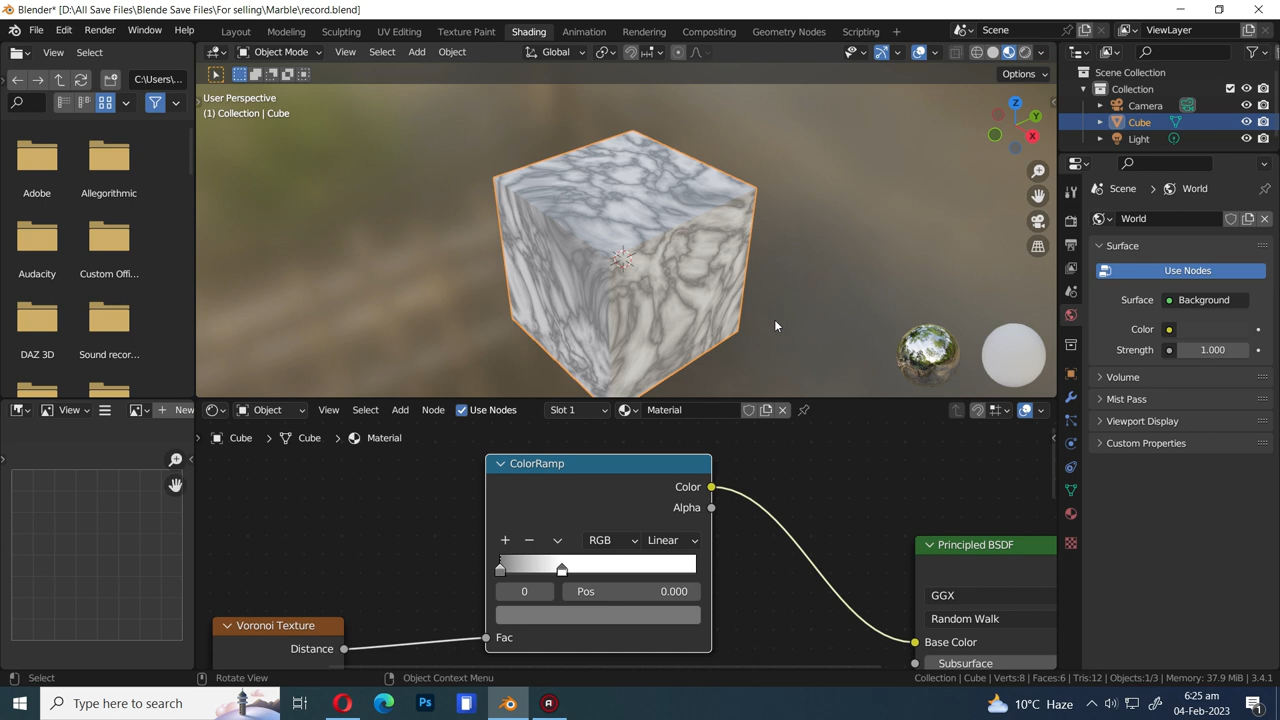 Blender* [D:\All Save Files\Blende Save Files\For selling\Marble\record.blend]
File Edit Render Window Help
Layout Modeling Sculpting UV Editing Texture Paint Shading Animation Rendering Compositing Geometry Nodes Scripting +
Scene ViewLayer
View Select
Object Mode View Select Add Object Global
C:\Users\...
Options
User Perspective
(1) Collection | Cube
Z
Y
X
Scene Collection
Collection
Camera
Cube
Light
Adobe Allegorithmic
Audacity Custom Offi...
DAZ 3D Sound recor...
Scene > World
World
Surface
Use Nodes
Surface Background
Color
Strength 1.000
Volume
Mist Pass
Viewport Display
Custom Properties
View + New
Object View Select Add Node Use Nodes Slot 1 Material
Cube > Cube > Material
ColorRamp
Color
Alpha
+ − RGB Linear
0 Pos 0.000
Fac
Voronoi Texture
Distance
Principled BSDF
GGX
Random Walk
Base Color
Subsurface
Select Rotate View Object Context Menu
Collection | Cube | Verts:8 | Faces:6 | Tris:12 | Objects:1/3 | Memory: 37.9 MiB | 3.4.1
Type here to search
Ps
10°C Haze
6:25 am
04-Feb-2023
1